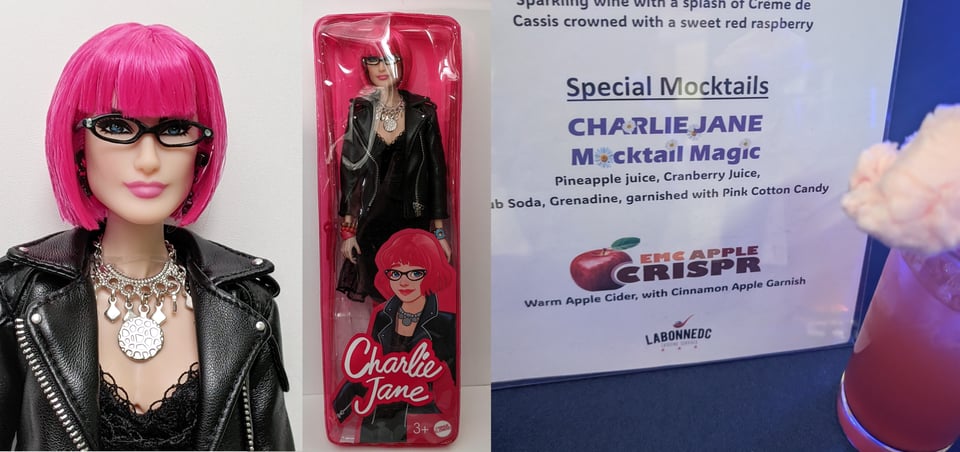 Charlie
Jane
3+
Sparkling wine with a splash of Creme de
Cassis crowned with a sweet red raspberry
Special Mocktails
CHARLIE JANE
Mocktail Magic
Pineapple juice, Cranberry Juice,
ub Soda, Grenadine, garnished with Pink Cotton Candy
EMC APPLE
CRISPR
Warm Apple Cider, with Cinnamon Apple Garnish
LABONNEDC